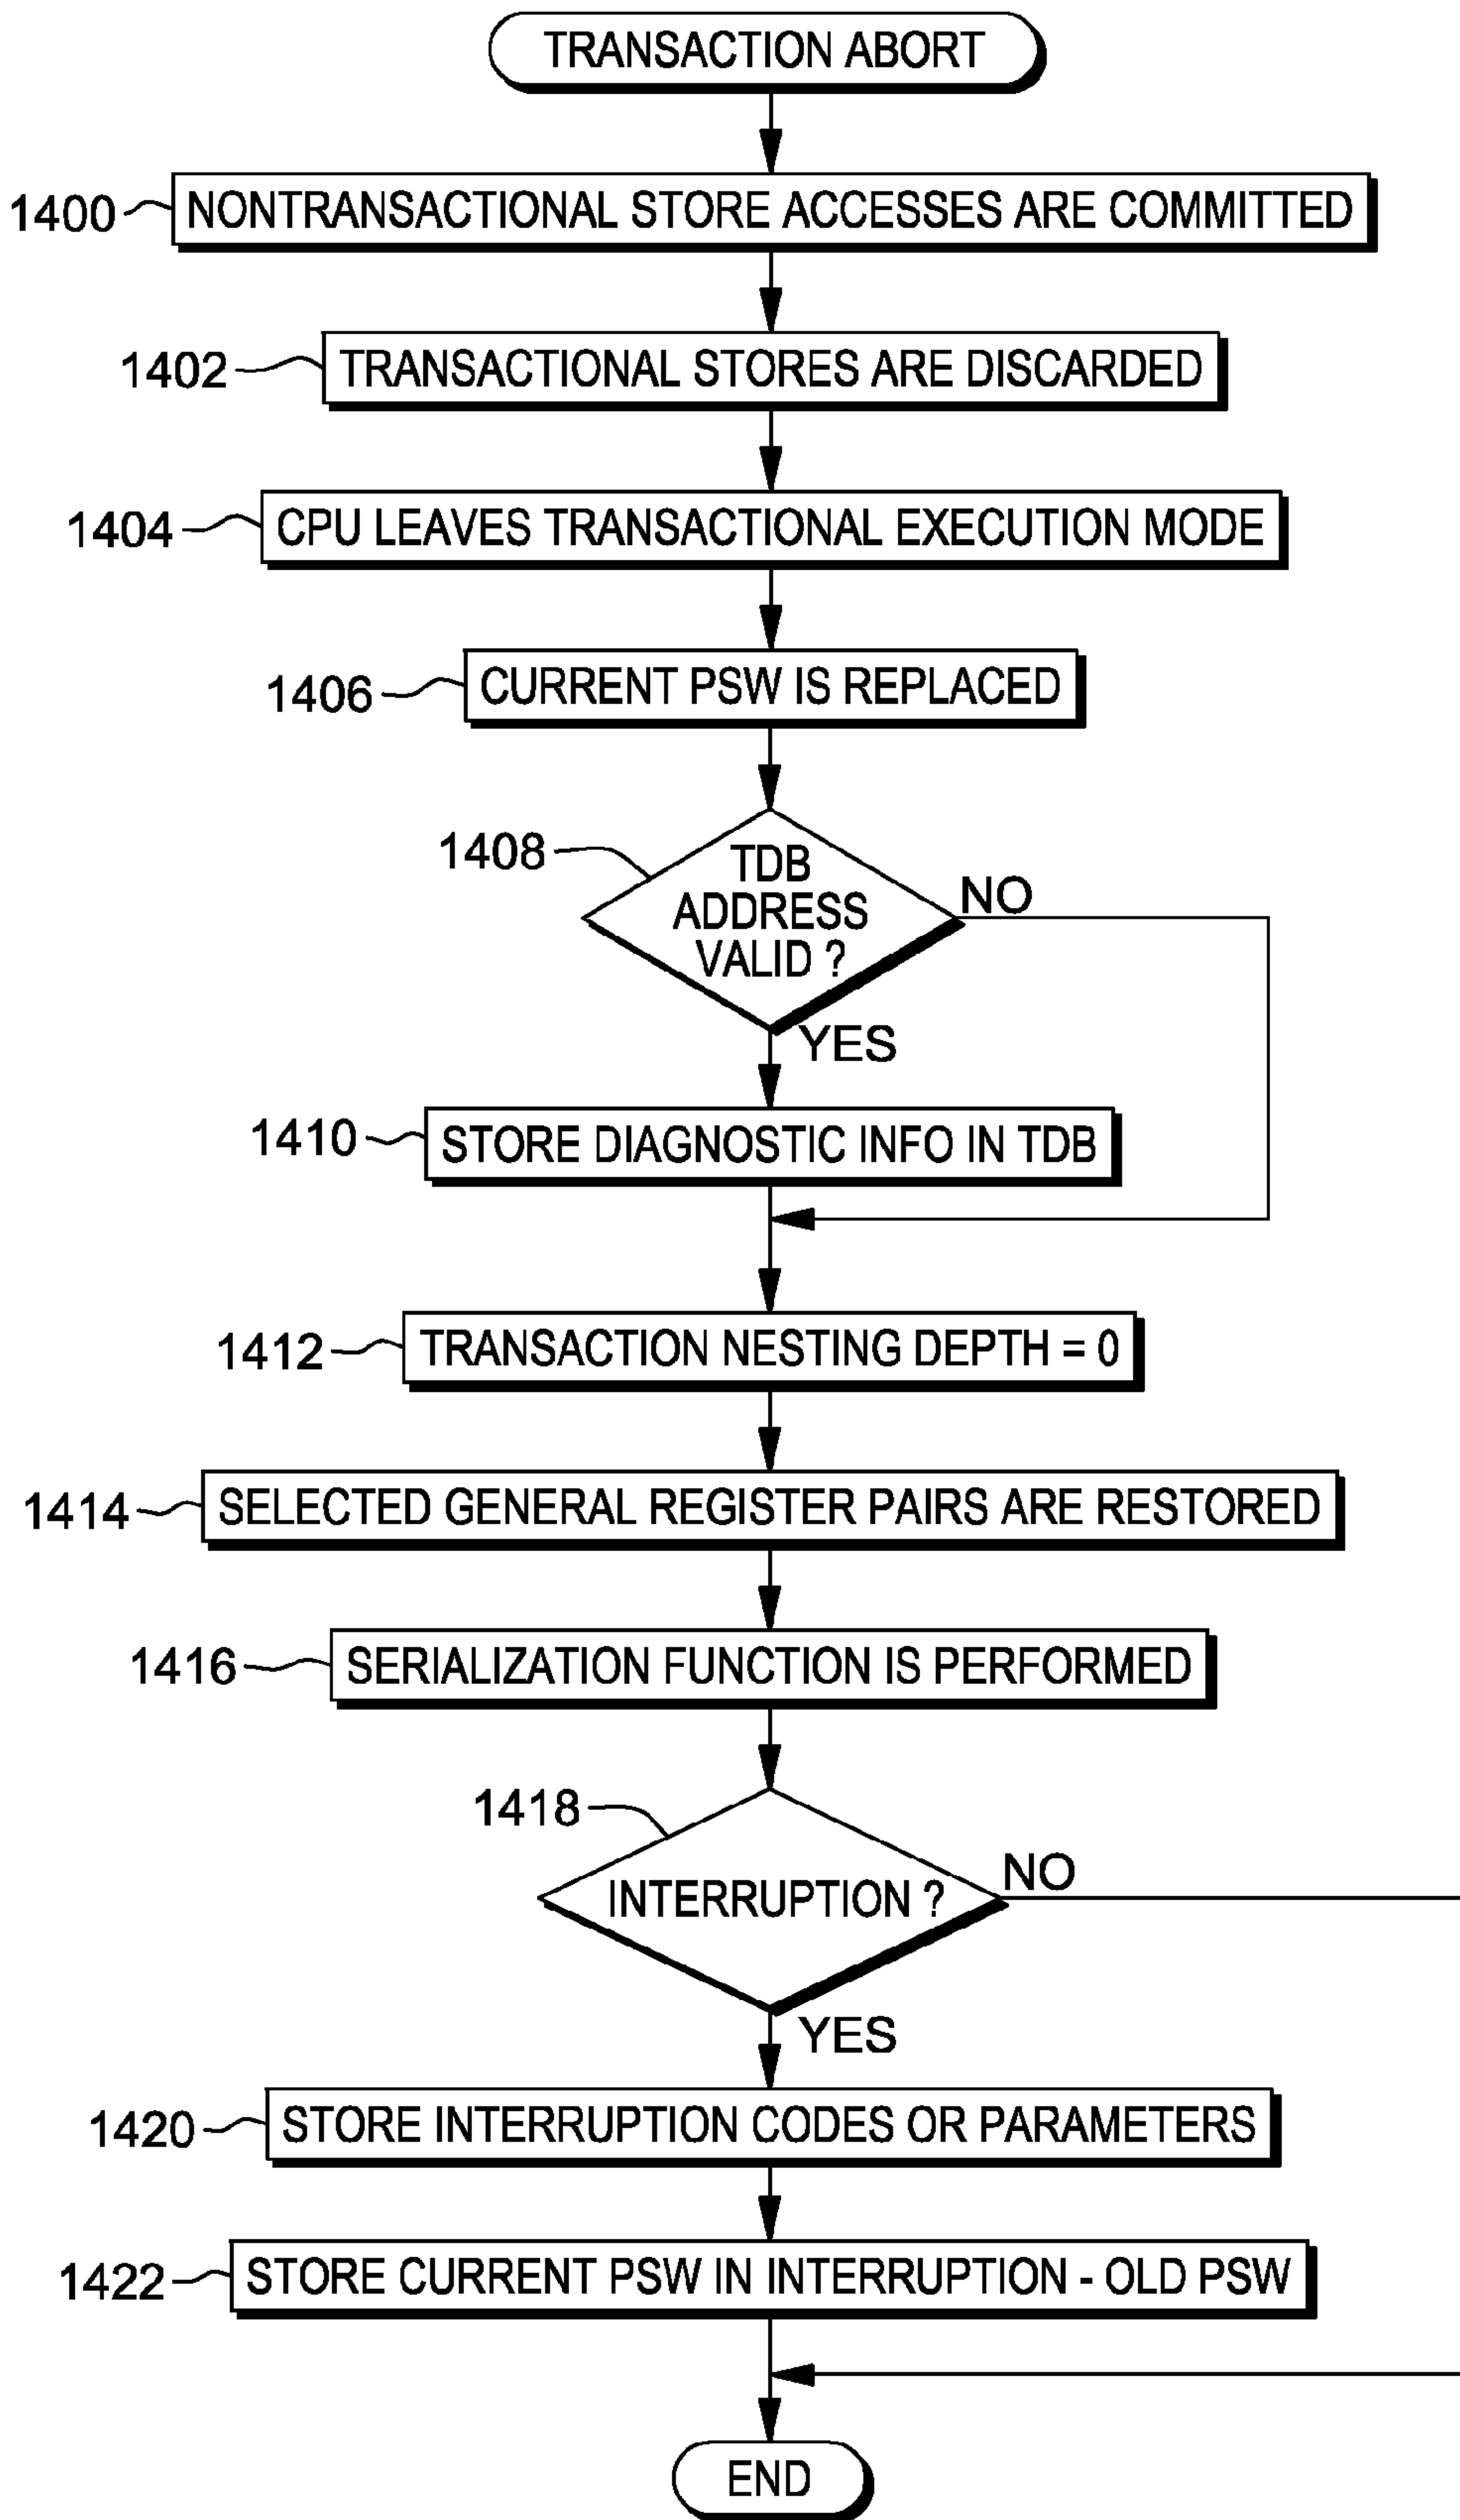 TRANSACTION ABORT
1400
NONTRANSACTIONAL STORE ACCESSES ARE COMMITTED
1402
TRANSACTIONAL STORES ARE DISCARDED
1404
CPU LEAVES TRANSACTIONAL EXECUTION MODE
1406
CURRENT PSW IS REPLACED
1408
TDB
ADDRESS
VALID ?
NO
YES
1410
STORE DIAGNOSTIC INFO IN TDB
1412
TRANSACTION NESTING DEPTH = 0
1414
SELECTED GENERAL REGISTER PAIRS ARE RESTORED
1416
SERIALIZATION FUNCTION IS PERFORMED
1418
INTERRUPTION ?
NO
YES
1420
STORE INTERRUPTION CODES OR PARAMETERS
1422
STORE CURRENT PSW IN INTERRUPTION - OLD PSW
END